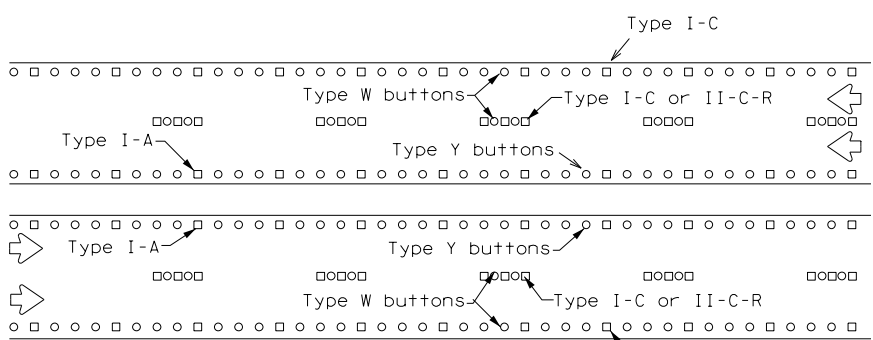 Type I-C
Type W buttons
Type I-C or II-C-R
Type I-A
Type Y buttons
Type I-A
Type Y buttons
Type W buttons
Type I-C or II-C-R